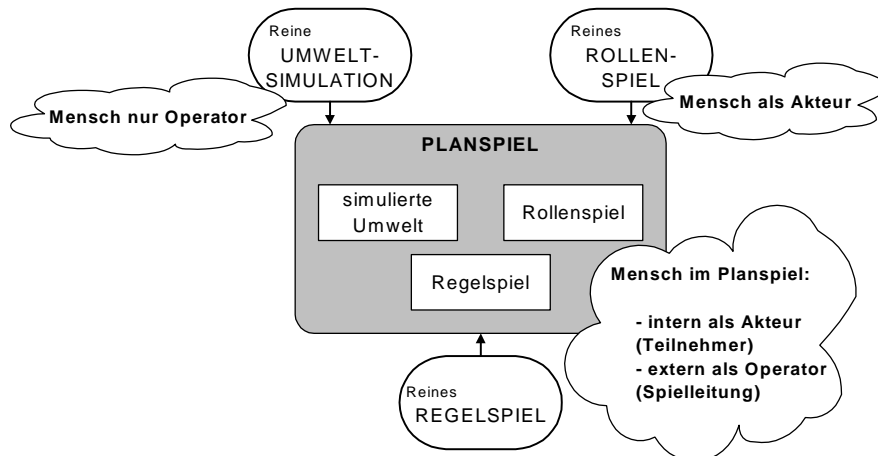 Reine
UMWELT-
SIMULATION
Reines
ROLLEN-
SPIEL
Mensch nur Operator
Mensch als Akteur
PLANSPIEL
simulierte
Umwelt
Rollenspiel
Regelspiel
Mensch im Planspiel:
- intern als Akteur
(Teilnehmer)
- extern als Operator
(Spielleitung)
Reines
REGELSPIEL